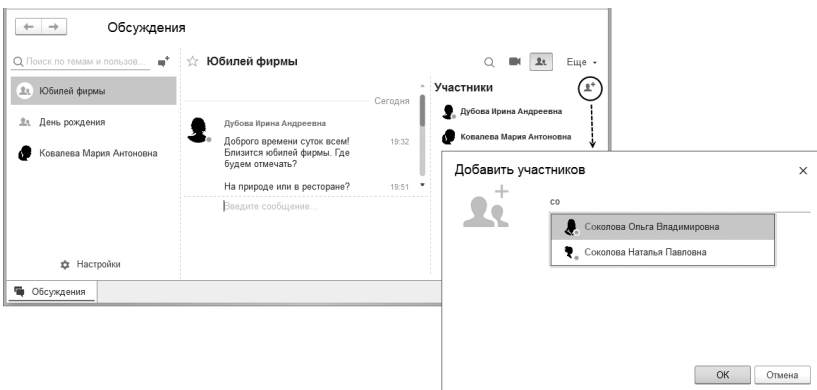 Обсуждения
Поиск по темам и пользов...
Юбилей фирмы
День рождения
Ковалева Мария Антоновна
Настройки
Обсуждения
Юбилей фирмы
Еще
Сегодня
Дубова Ирина Андреевна
Доброго времени суток всем! 19:32
Близится юбилей фирмы. Где
будем отмечать?
На природе или в ресторане? 19:51
Введите сообщение...
Участники
Дубова Ирина Андреевна
Ковалева Мария Антоновна
Добавить участников
со
Соколова Ольга Владимировна
Соколова Наталья Павловна
ОК
Отмена